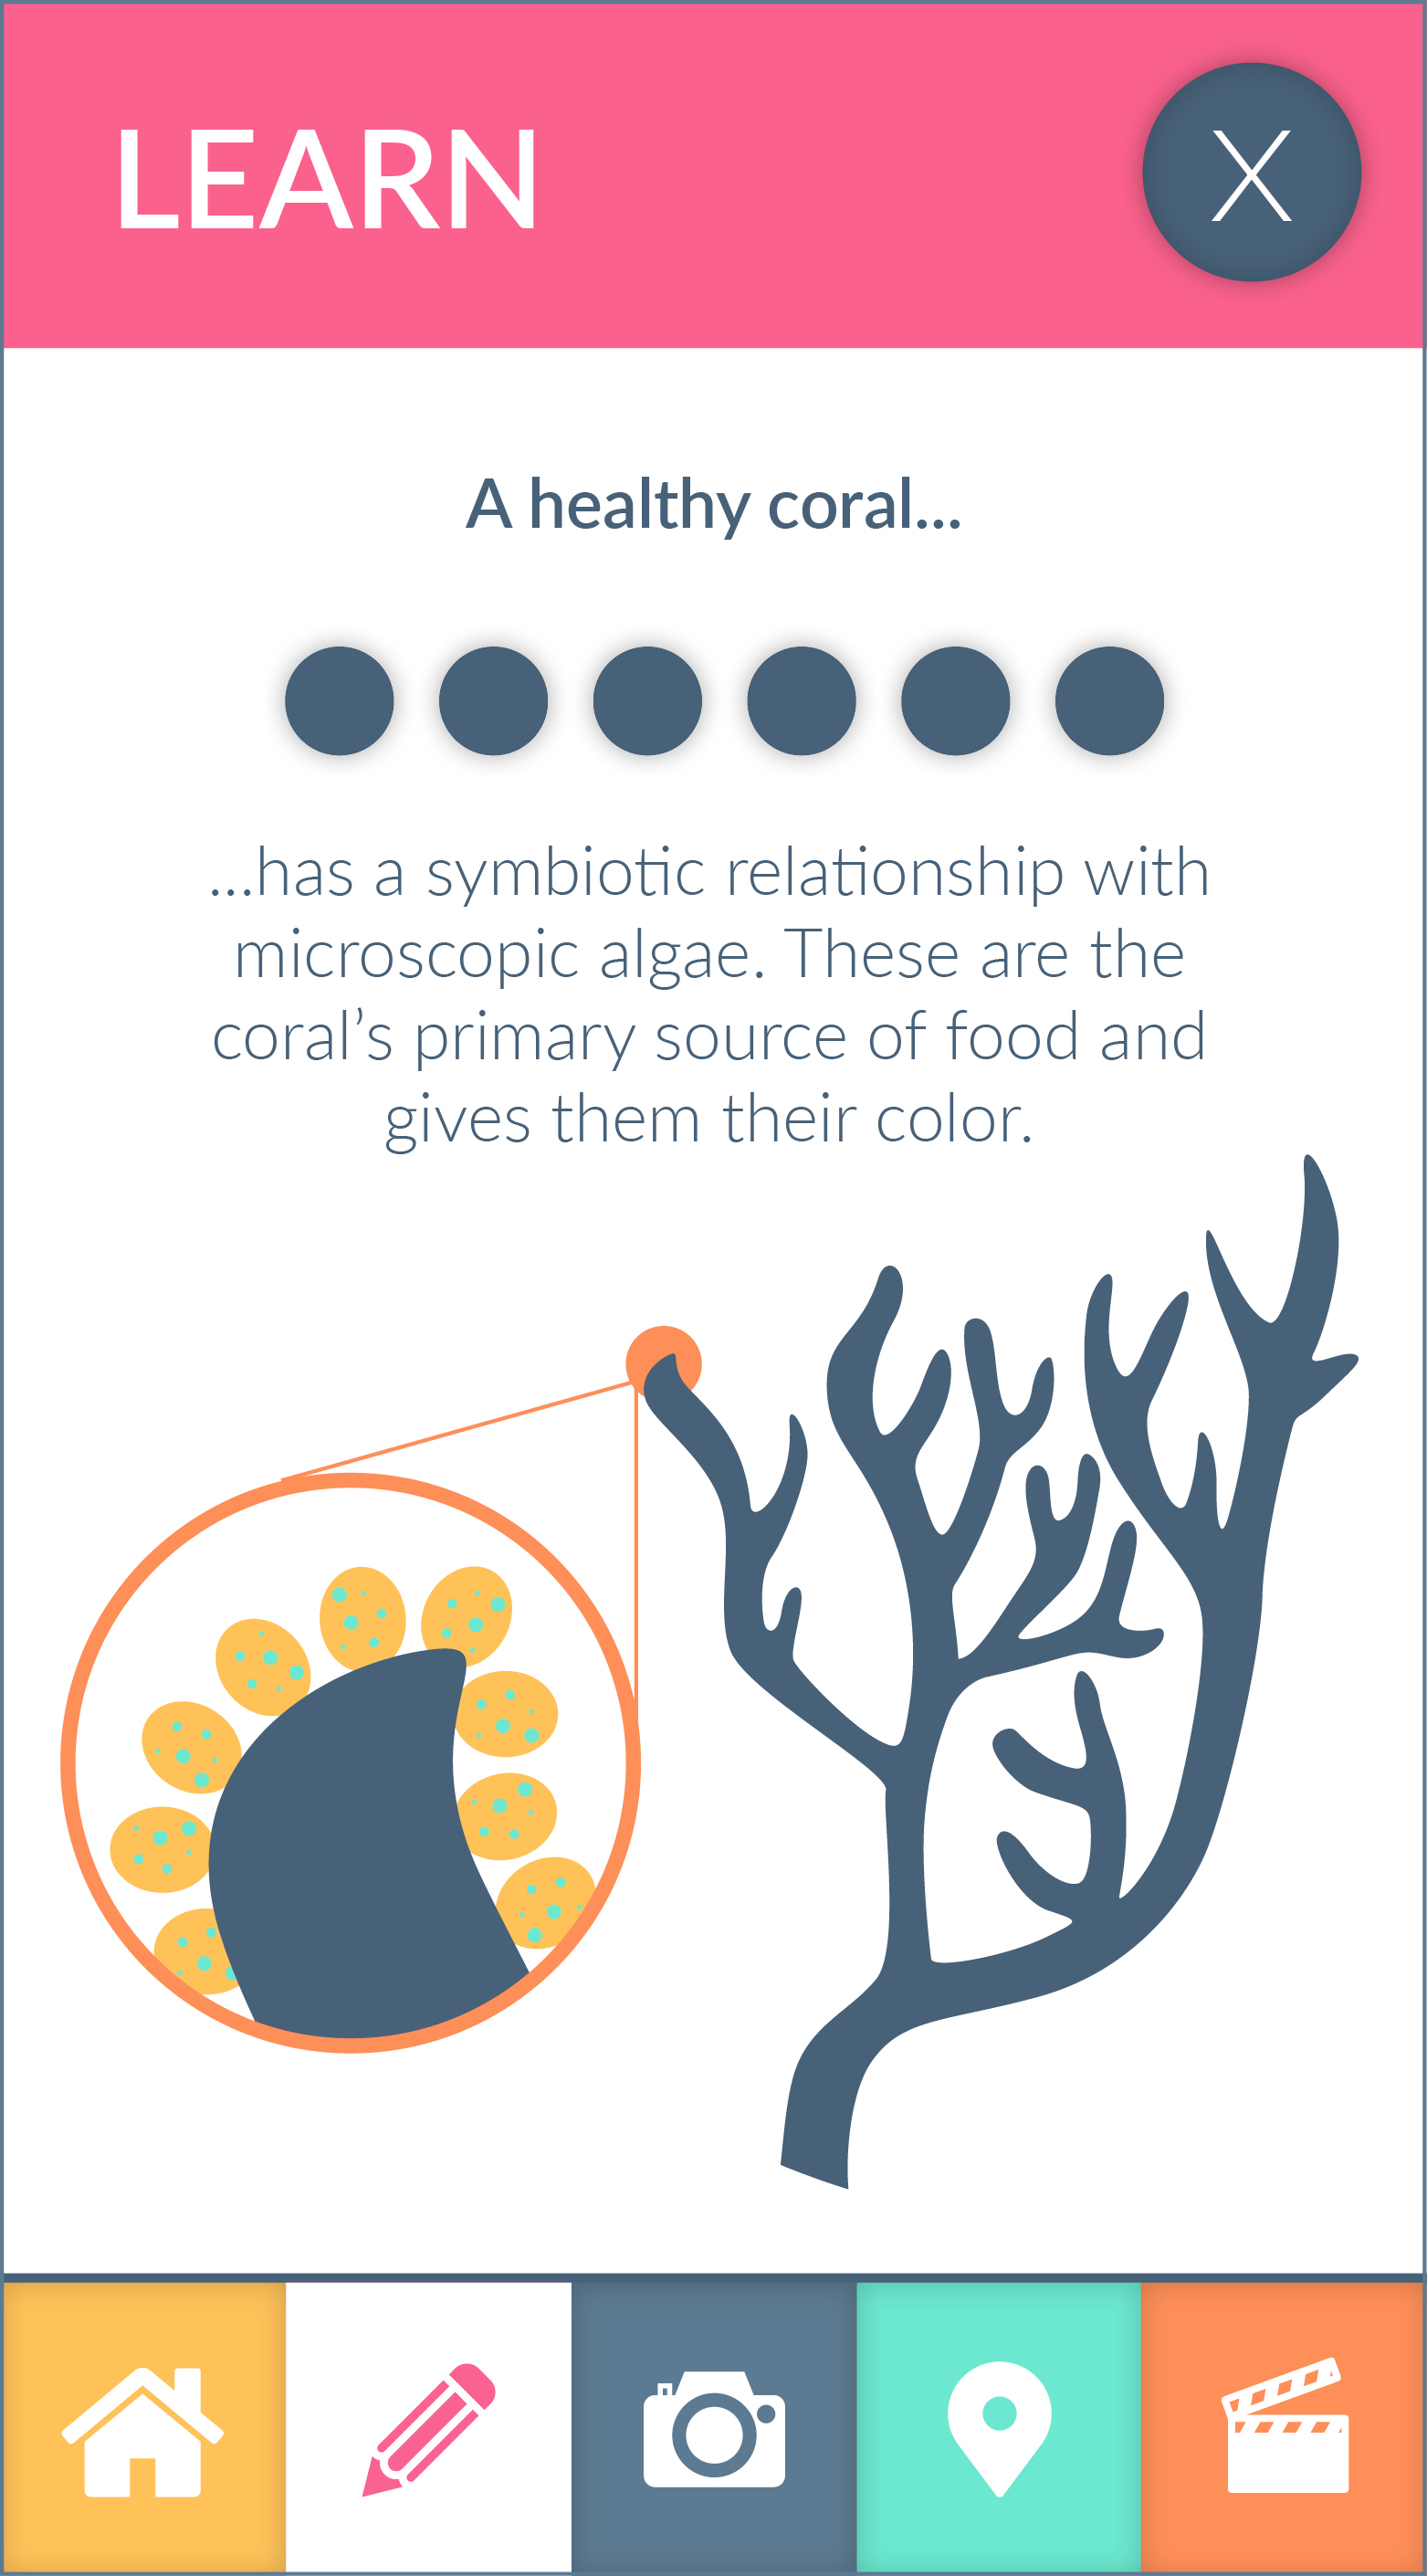 LEARN
X
A healthy coral...
...has a symbiotic relationship with
microscopic algae. These are the
coral’s primary source of food and
gives them their color.